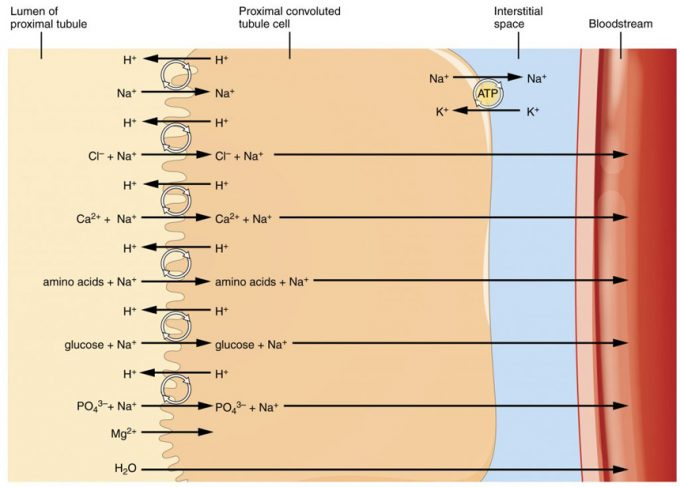 Lumen of
proximal tubule
Proximal convoluted
tubule cell
Interstitial
space
Bloodstream
H⁺ H⁺
Na⁺ Na⁺
Na⁺ Na⁺
ATP
K⁺ K⁺
H⁺ H⁺
Cl⁻ + Na⁺ Cl⁻ + Na⁺
H⁺ H⁺
Ca²⁺ + Na⁺ Ca²⁺ + Na⁺
H⁺ H⁺
amino acids + Na⁺ amino acids + Na⁺
H⁺ H⁺
glucose + Na⁺ glucose + Na⁺
H⁺ H⁺
PO₄³⁻ + Na⁺ PO₄³⁻ + Na⁺
Mg²⁺
H₂O